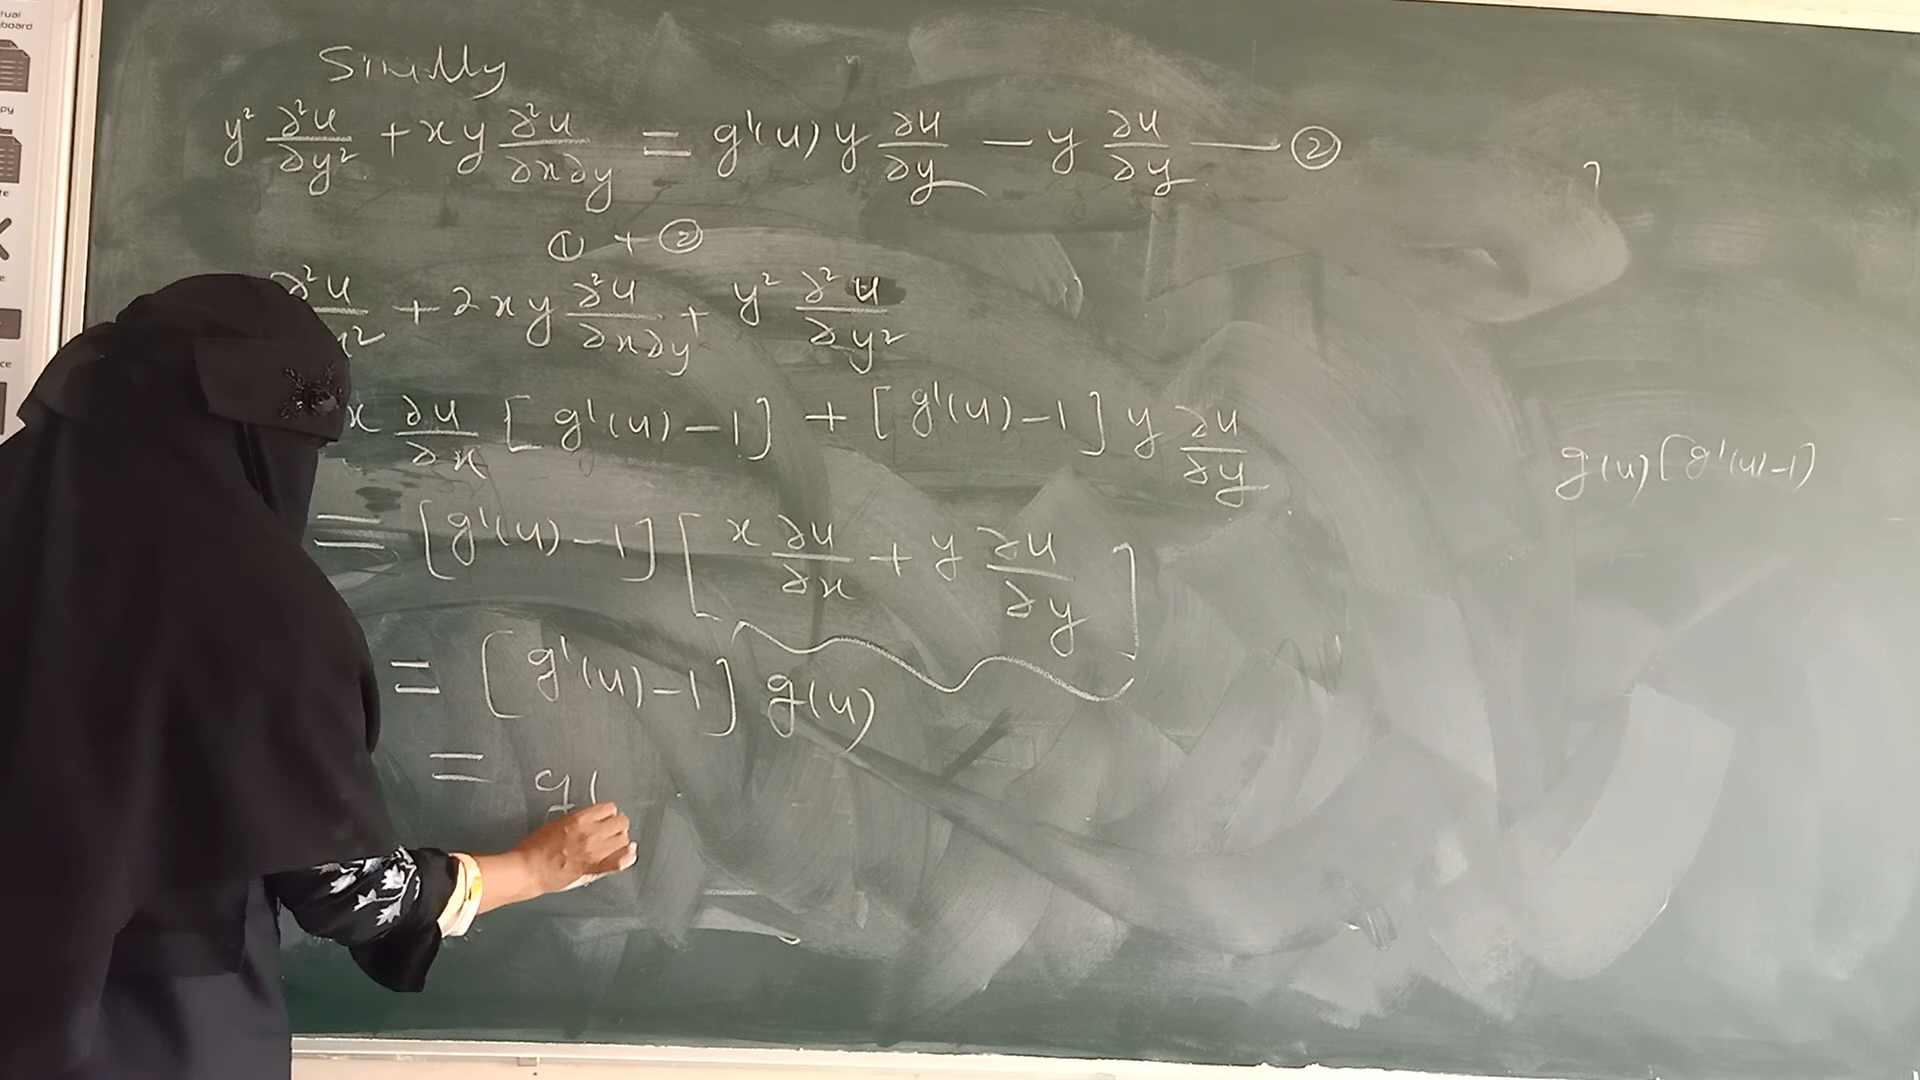 Simlly
y² ∂²u/∂y² + xy ∂²u/∂x∂y = g'(u) y ∂u/∂y − y ∂u/∂y — ②
① + ②
∂²u/x² + 2xy ∂²u/∂x∂y + y² ∂²u/∂y²
x ∂u/∂x [g'(u) −1] + [g'(u) −1] y ∂u/∂y
= [g'(u) −1] [x ∂u/∂x + y ∂u/∂y]
= [g'(u) −1] g(u)
= g(
g(u) [g'(u) −1]